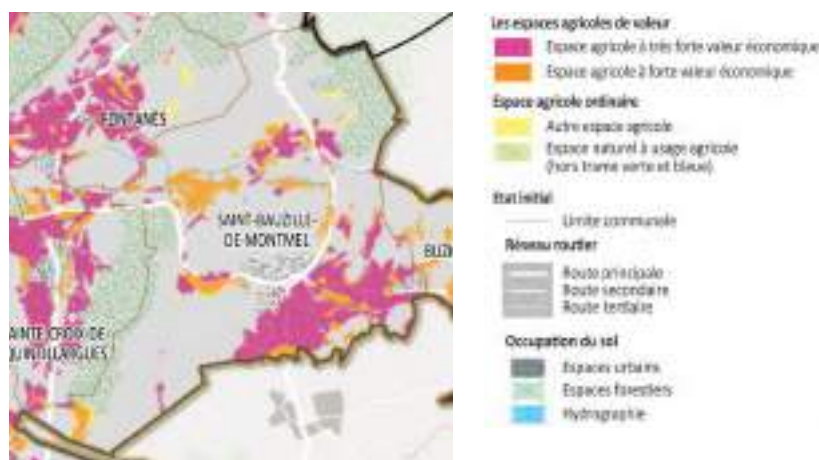 FONTANÈS
SAINT-BAUZILLE-
DE-MONTMEL
BUZI
AINTE CROIX DE
QUINTILLARGUES
Les espaces agricoles de valeur
Espace agricole à très forte valeur économique
Espace agricole à forte valeur économique
Espace agricole ordinaire
Autre espace agricole
Espace naturel à usage agricole
(hors trame verte et bleue)
Etat initial
Limite communale
Réseau routier
Route principale
Route secondaire
Route tertiaire
Occupation du sol
Espaces urbains
Espaces forestiers
Hydrographie